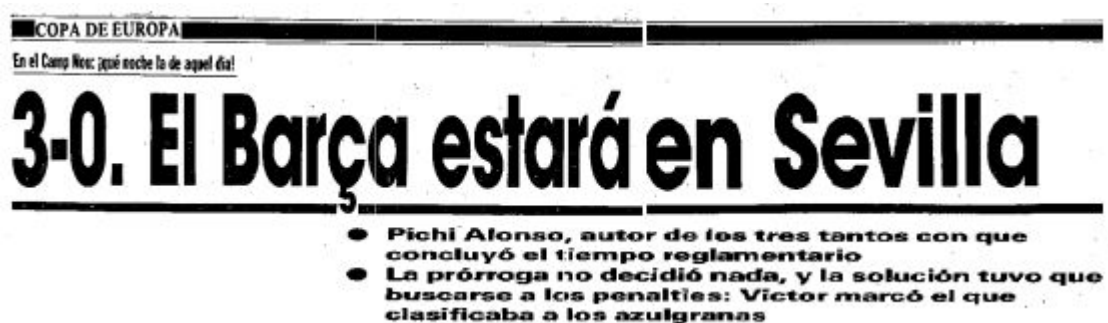 COPA DE EUROPA
En el Camp Nou: ¡qué noche la de aquel día!
3-0. El Barça estará en Sevilla
● Pichi Alonso, autor de los tres tantos con que
concluyó el tiempo reglamentario
● La prórroga no decidió nada, y la solución tuvo que
buscarse a los penalties: Víctor marcó el que
clasificaba a los azulgranas